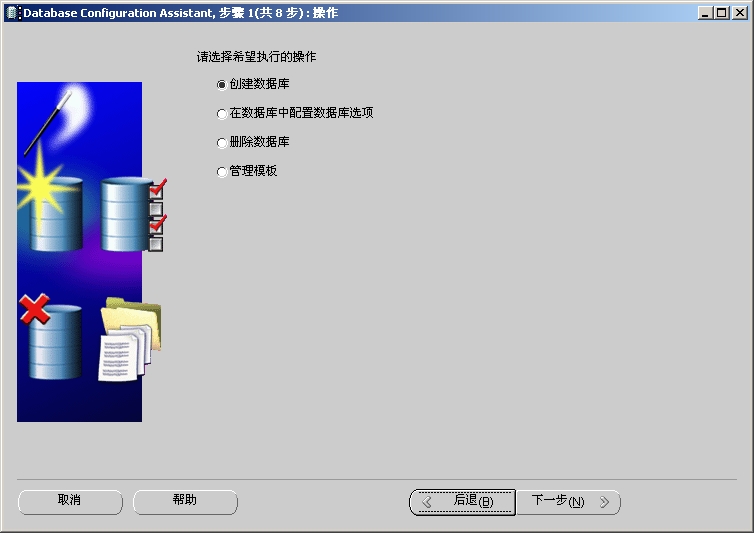 Database Configuration Assistant, 步骤 1(共 8 步) : 操作
请选择希望执行的操作
创建数据库
在数据库中配置数据库选项
删除数据库
管理模板
取消
帮助
后退(B)
下一步(N)